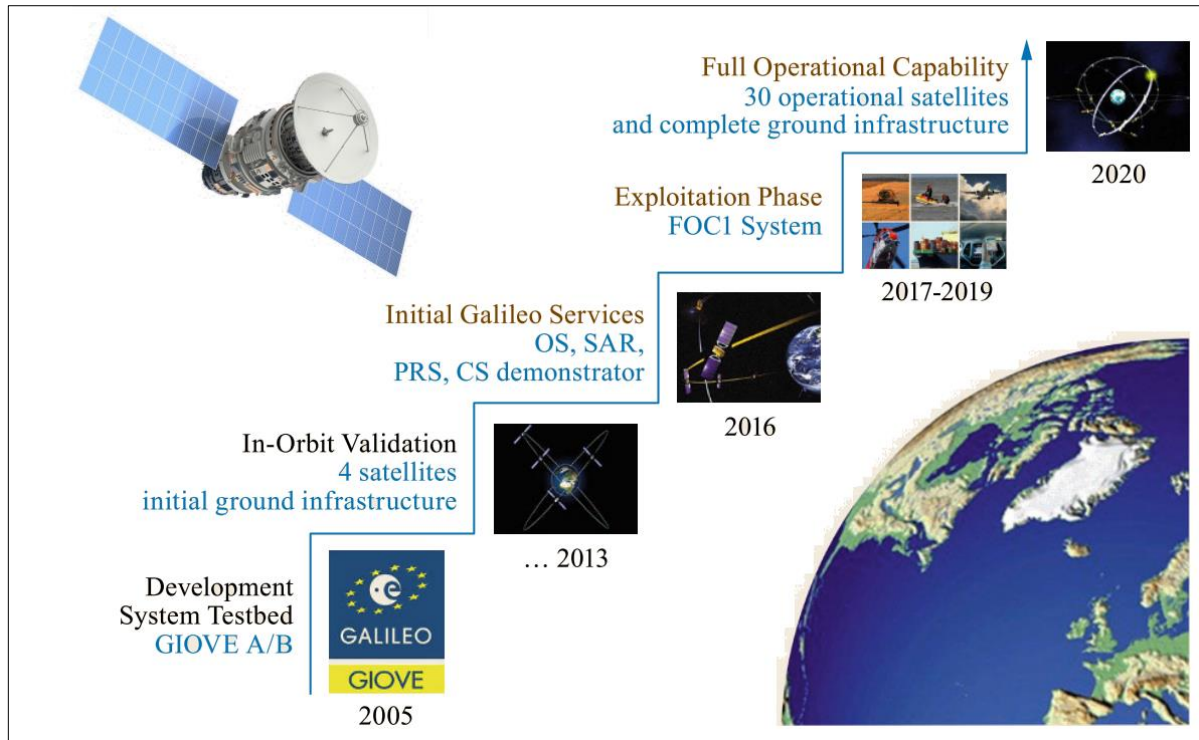 Full Operational Capability
30 operational satellites
and complete ground infrastructure
2020
Exploitation Phase
FOC1 System
2017-2019
Initial Galileo Services
OS, SAR,
PRS, CS demonstrator
2016
In-Orbit Validation
4 satellites
initial ground infrastructure
... 2013
Development
System Testbed
GIOVE A/B
GALILEO
GIOVE
2005